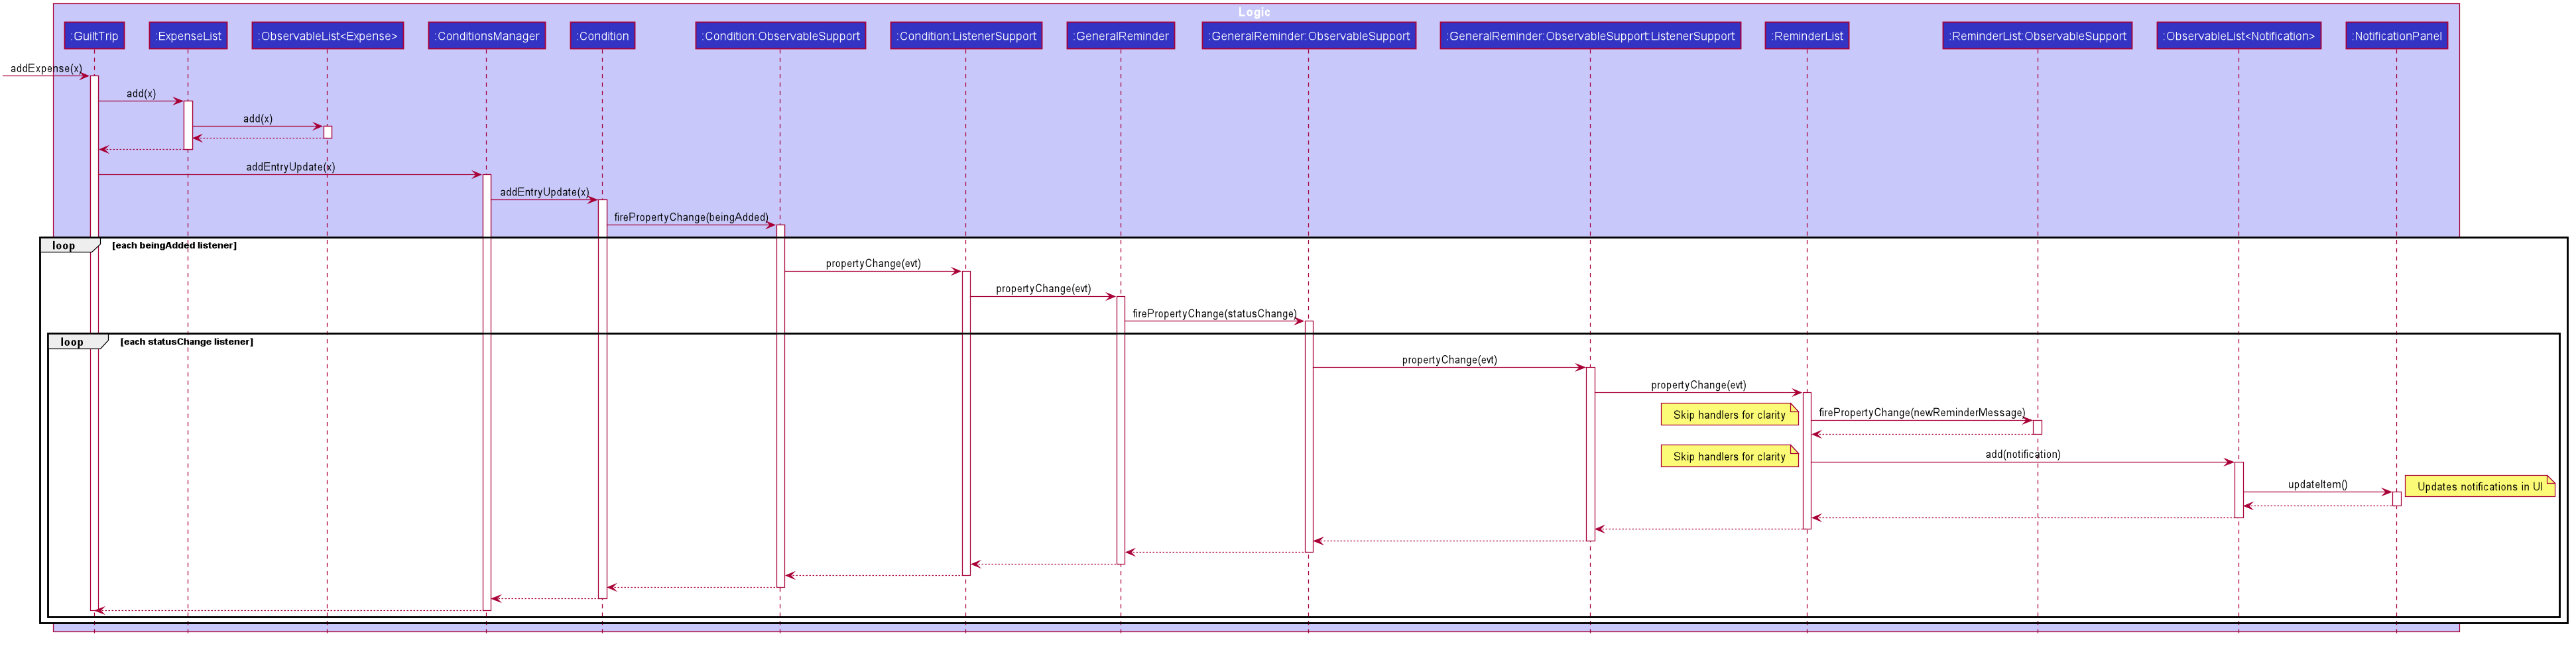 Logic
:GuiltTrip
:ExpenseList
:ObservableList<Expense>
:ConditionsManager
:Condition
:Condition:ObservableSupport
:Condition:ListenerSupport
:GeneralReminder
:GeneralReminder:ObservableSupport
:GeneralReminder:ObservableSupport:ListenerSupport
:ReminderList
:ReminderList:ObservableSupport
:ObservableList<Notification>
:NotificationPanel
addExpense(x)
add(x)
add(x)
addEntryUpdate(x)
addEntryUpdate(x)
firePropertyChange(beingAdded)
loop
[each beingAdded listener]
propertyChange(evt)
propertyChange(evt)
firePropertyChange(statusChange)
loop
[each statusChange listener]
propertyChange(evt)
propertyChange(evt)
Skip handlers for clarity
firePropertyChange(newReminderMessage)
Skip handlers for clarity
add(notification)
updateItem()
Updates notifications in UI